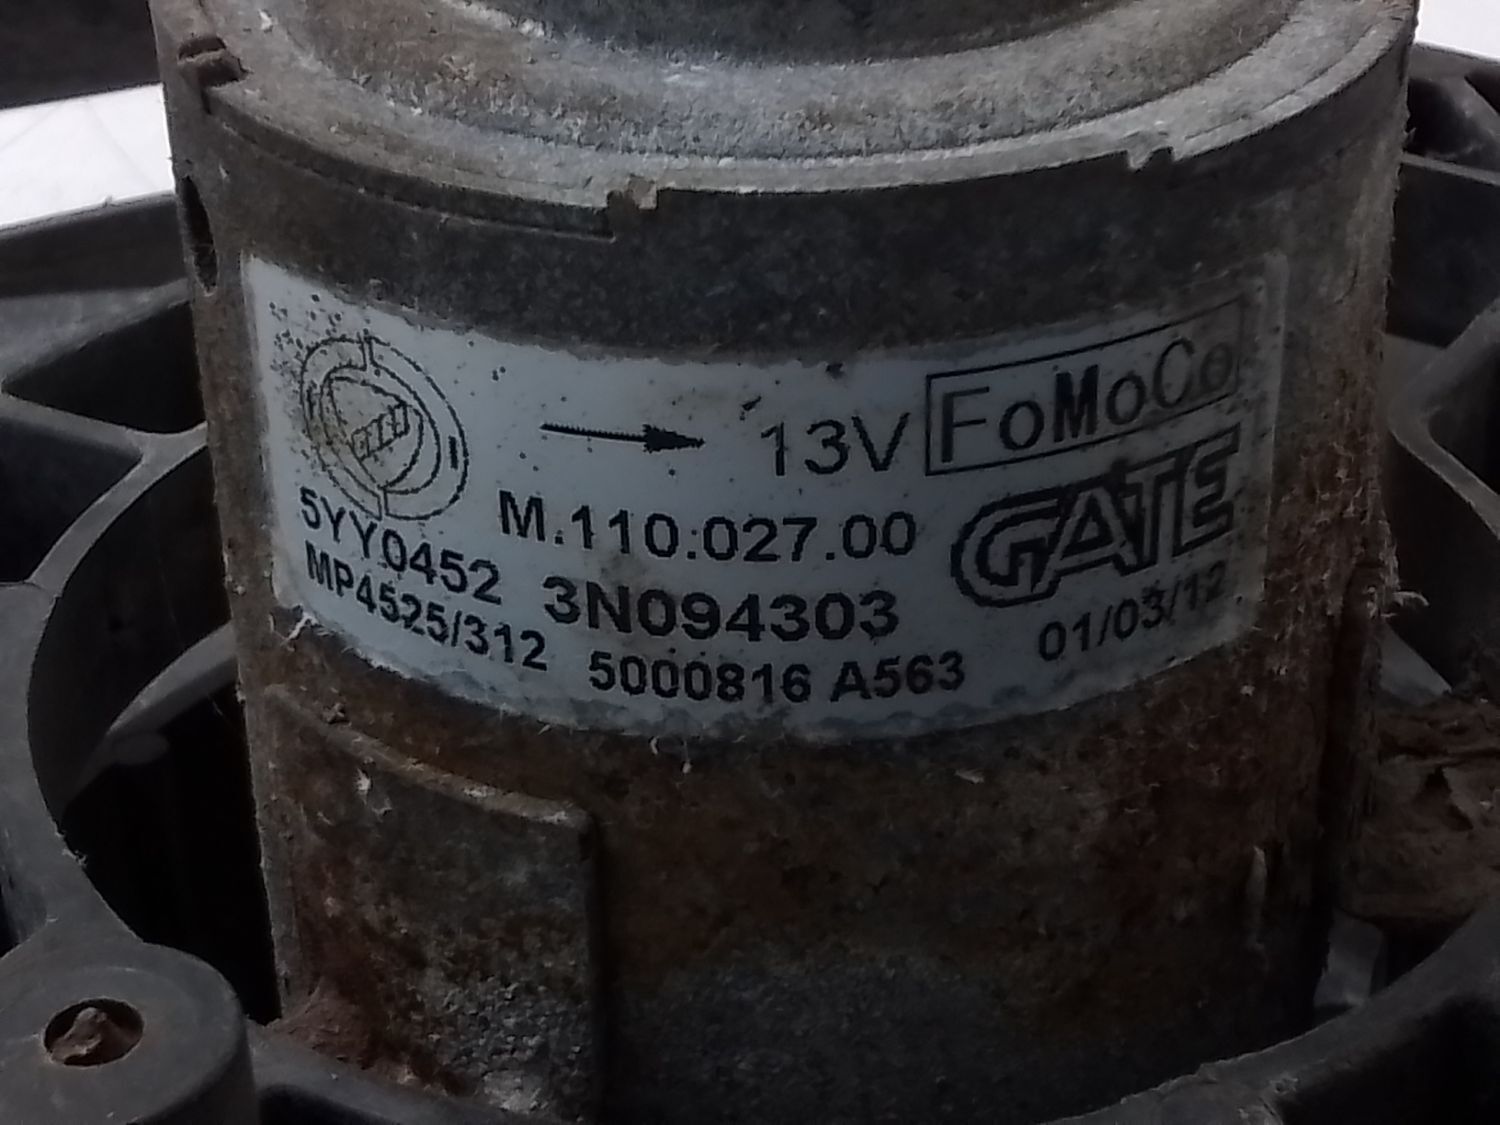 13V FoMoCo
M.110.027.00 GATE
5YY0452 3N094303
MP4525/312 5000816 A563 01/03/12